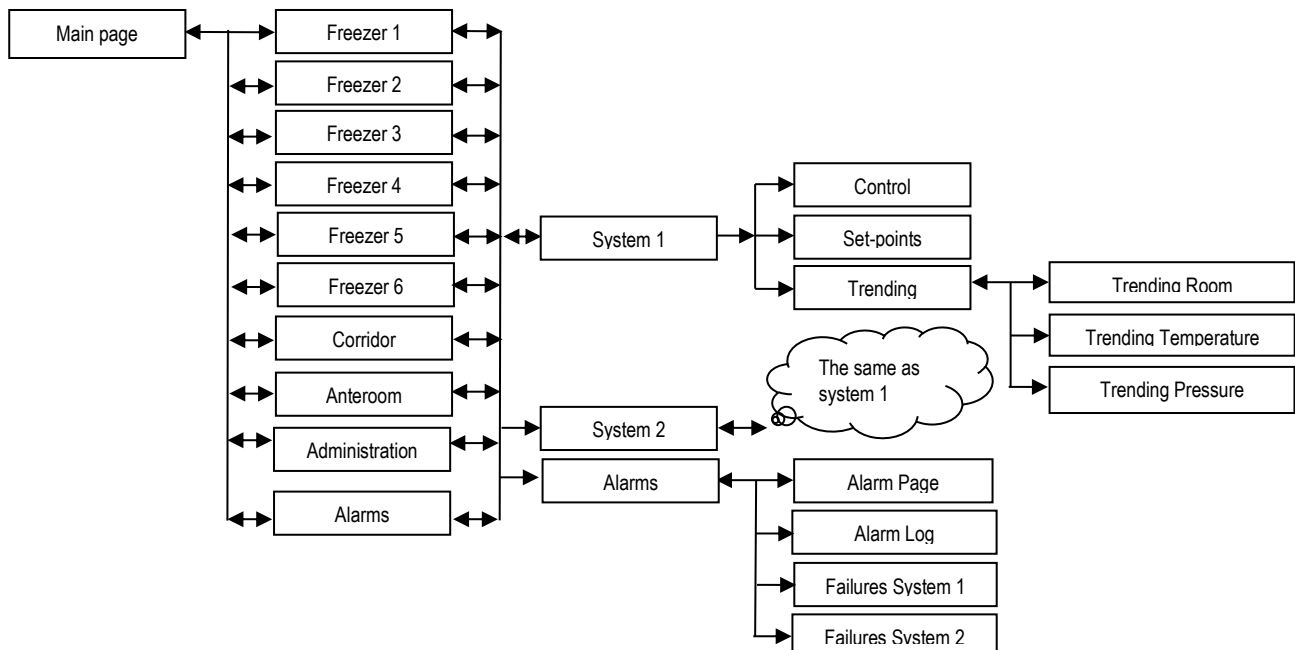 Main page
Freezer 1
Freezer 2
Freezer 3
Freezer 4
Freezer 5
Freezer 6
Corridor
Anteroom
Administration
Alarms
System 1
System 2
Alarms
Control
Set-points
Trending
The same as
system 1
Alarm Page
Alarm Log
Failures System 1
Failures System 2
Trending Room
Trending Temperature
Trending Pressure